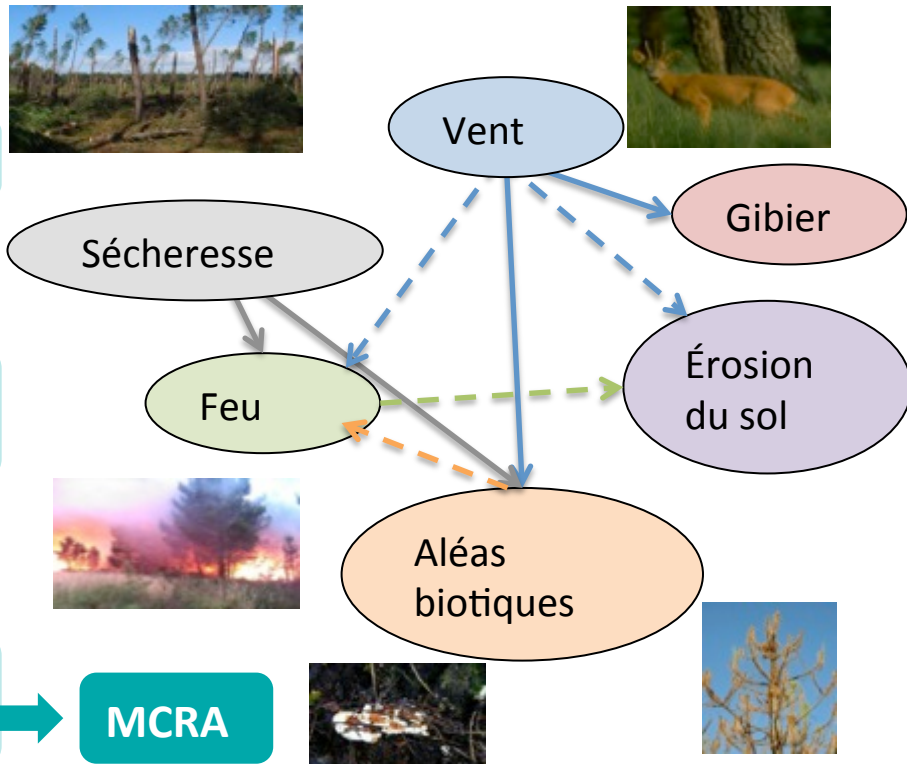 Vent
Gibier
Sécheresse
Érosion
du sol
Feu
Aléas
biotiques
MCRA